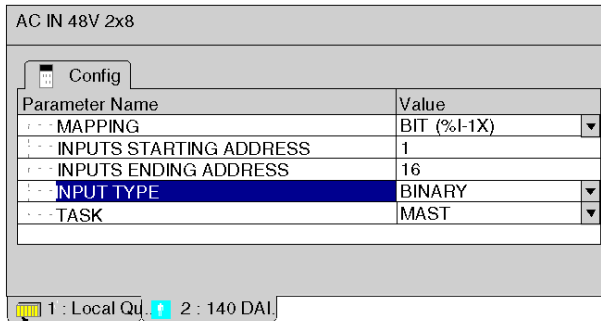 AC IN 48V 2x8
Config
Parameter Name Value
MAPPING BIT (%I-1X)
INPUTS STARTING ADDRESS 1
INPUTS ENDING ADDRESS 16
INPUT TYPE BINARY
TASK MAST
1 : Local Qu... 2 : 140 DAI.